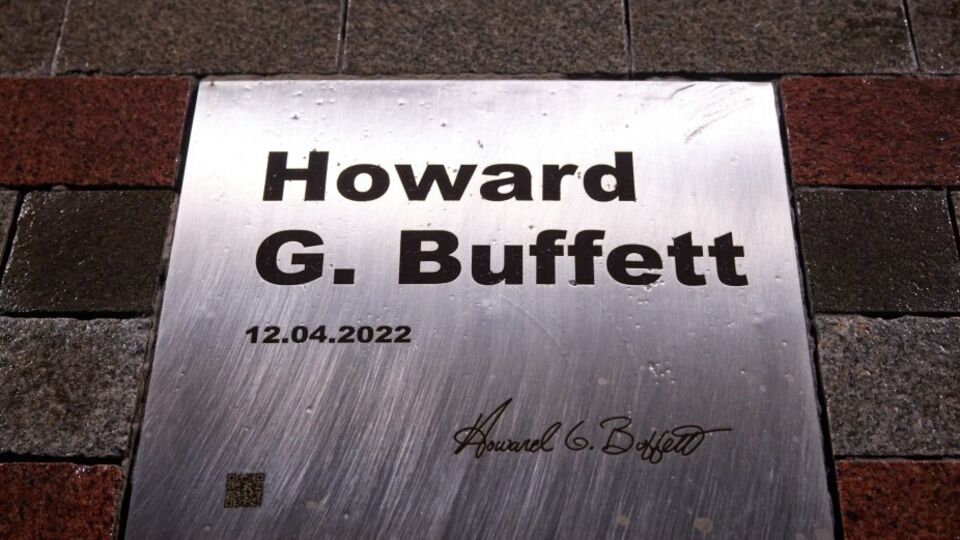 Howard
G. Buffett
12.04.2022
Howard G. Buffett